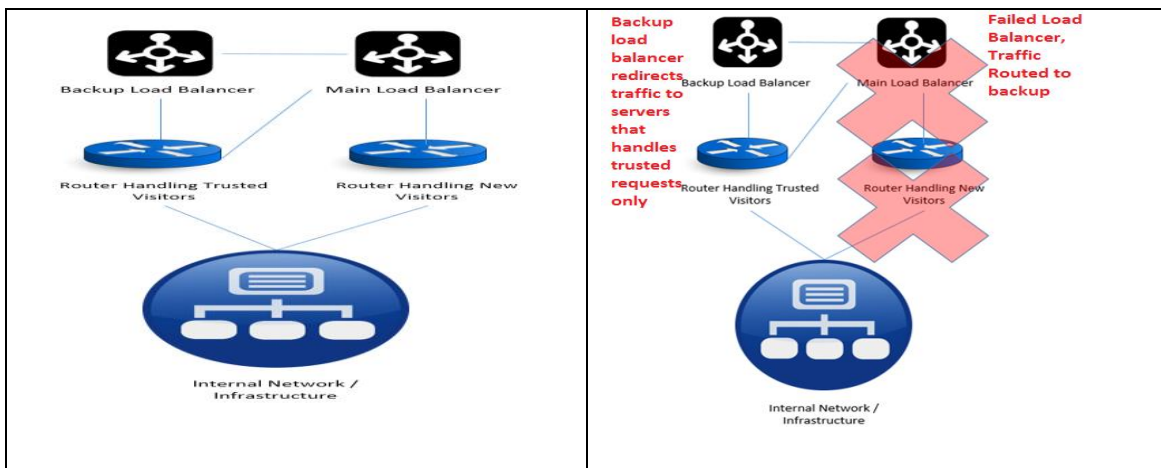 Backup Load Balancer
Main Load Balancer
Router Handling Trusted
Visitors
Router Handling New
Visitors
Internal Network /
Infrastructure
Backup
load
balancer
redirects
traffic to
servers
that
handles
trusted
requests
only
Failed Load
Balancer,
Traffic
Routed to
backup
Backup Load Balancer
Main Load Balancer
Router Handling Trusted
Visitors
Router Handling New
Visitors
Internal Network /
Infrastructure